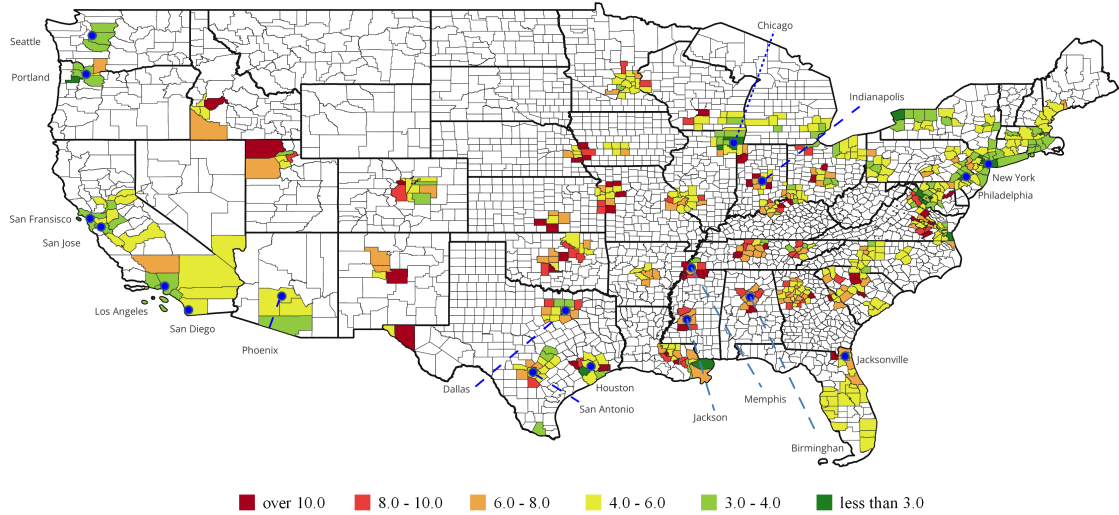 Chicago
Seattle
Portland
Indianapolis
New York
Philadelphia
San Fransisco
San Jose
Los Angeles
San Diego
Phoenix
Jacksonville
Dallas
Houston
San Antonio
Memphis
Jackson
Birminghan
over 10.0
8.0 - 10.0
6.0 - 8.0
4.0 - 6.0
3.0 - 4.0
less than 3.0